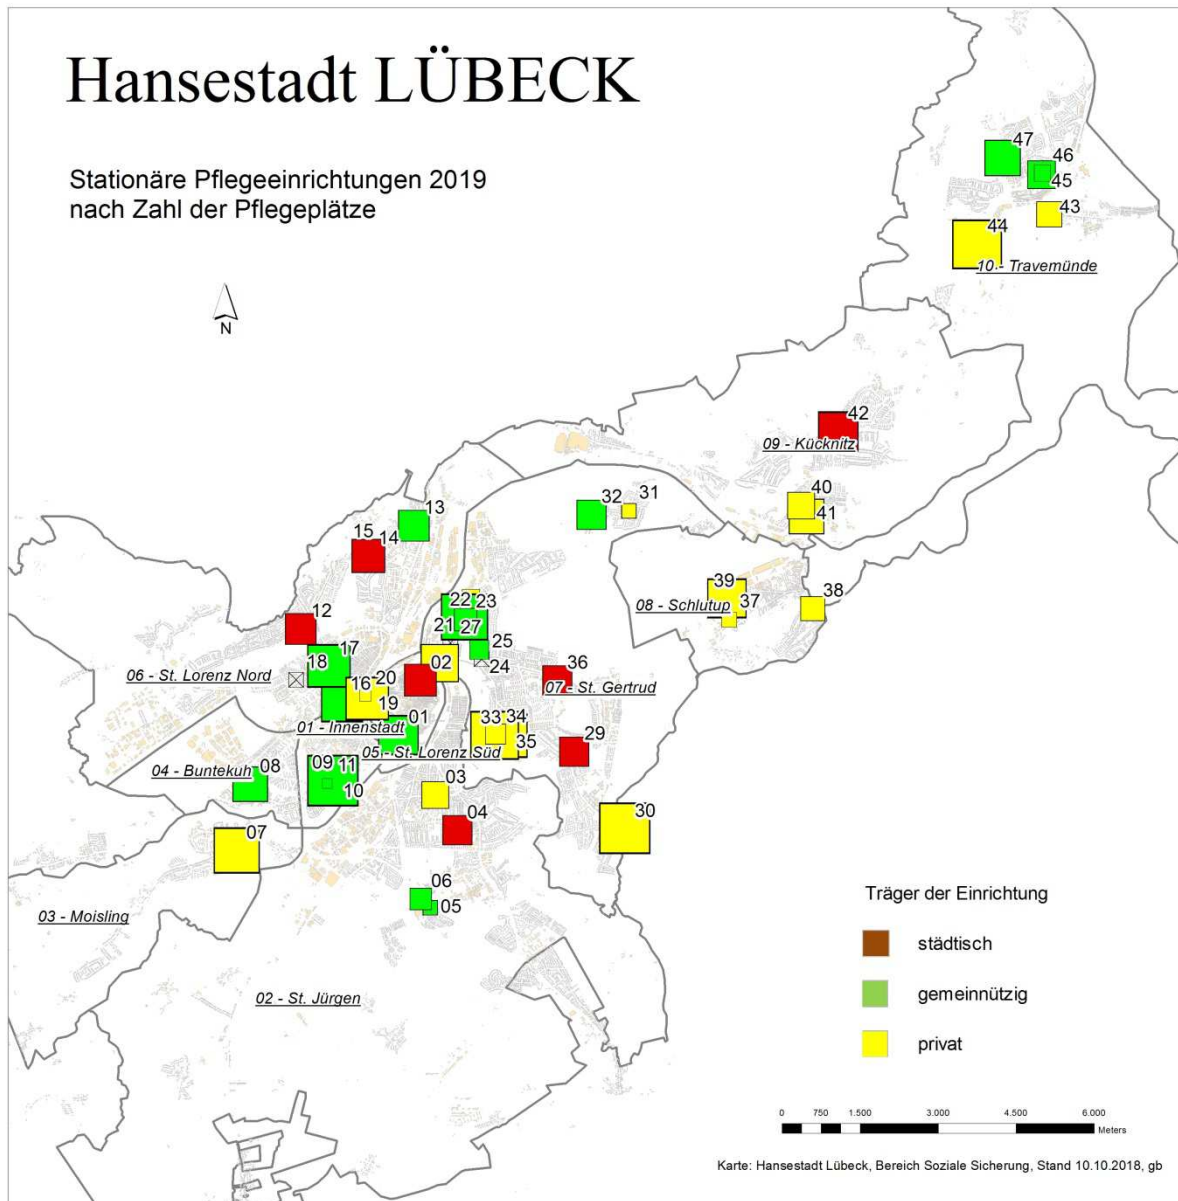 Hansestadt LÜBECK
Stationäre Pflegeeinrichtungen 2019
nach Zahl der Pflegeplätze
N
47
46
45
43
44
10 - Travemünde
42
09 - Kücknitz
40
41
32
31
13
15
14
39
37
38
08 - Schlutup
22
23
21
27
25
24
12
17
18
06 - St. Lorenz Nord
02
36
07 - St. Gertrud
16
20
19
01
01 - Innenstadt
05 - St. Lorenz Süd
33
34
35
29
04 - Buntekuh
08
09
11
10
03
04
30
07
06
05
03 - Moisling
02 - St. Jürgen
Träger der Einrichtung
städtisch
gemeinnützig
privat
0 750 1.500 3.000 4.500 6.000
Meters
Karte: Hansestadt Lübeck, Bereich Soziale Sicherung, Stand 10.10.2018, gb